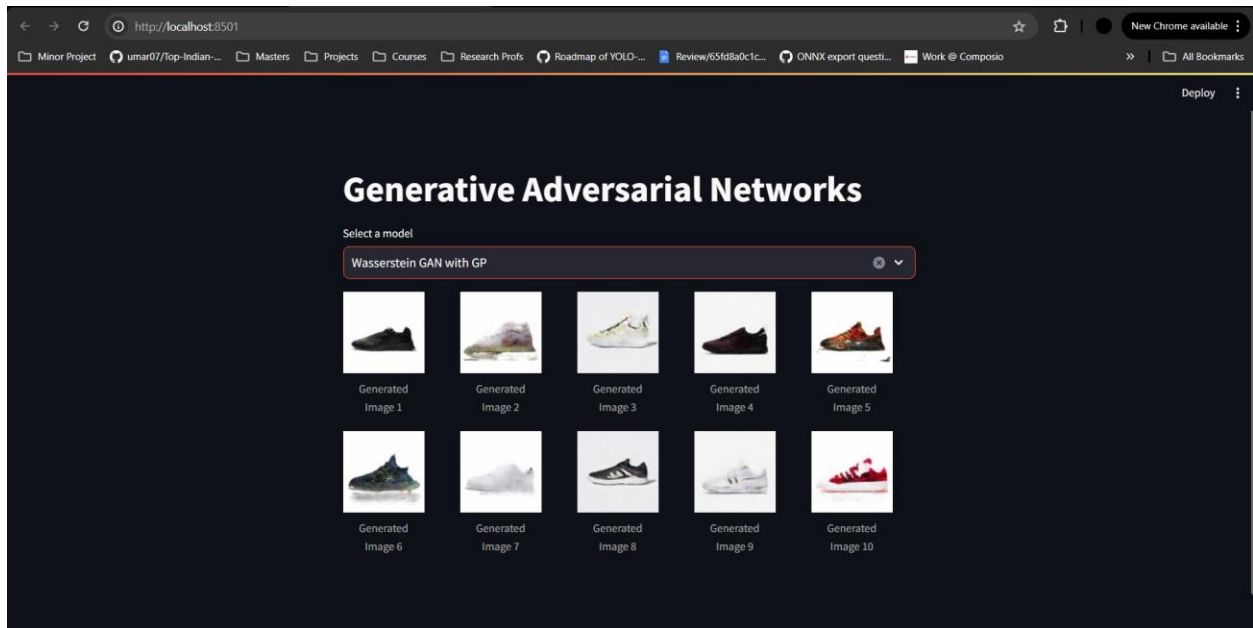 http://localhost:8501
New Chrome available
Minor Project umar07/Top-Indian-... Masters Projects Courses Research Profs Roadmap of YOLO-... Review/65fd8a0c1c... ONNX export questi... Work @ Composio » All Bookmarks
Deploy
Generative Adversarial Networks
Select a model
Wasserstein GAN with GP
Generated Generated Generated Generated Generated
Image 1 Image 2 Image 3 Image 4 Image 5
Generated Generated Generated Generated Generated
Image 6 Image 7 Image 8 Image 9 Image 10